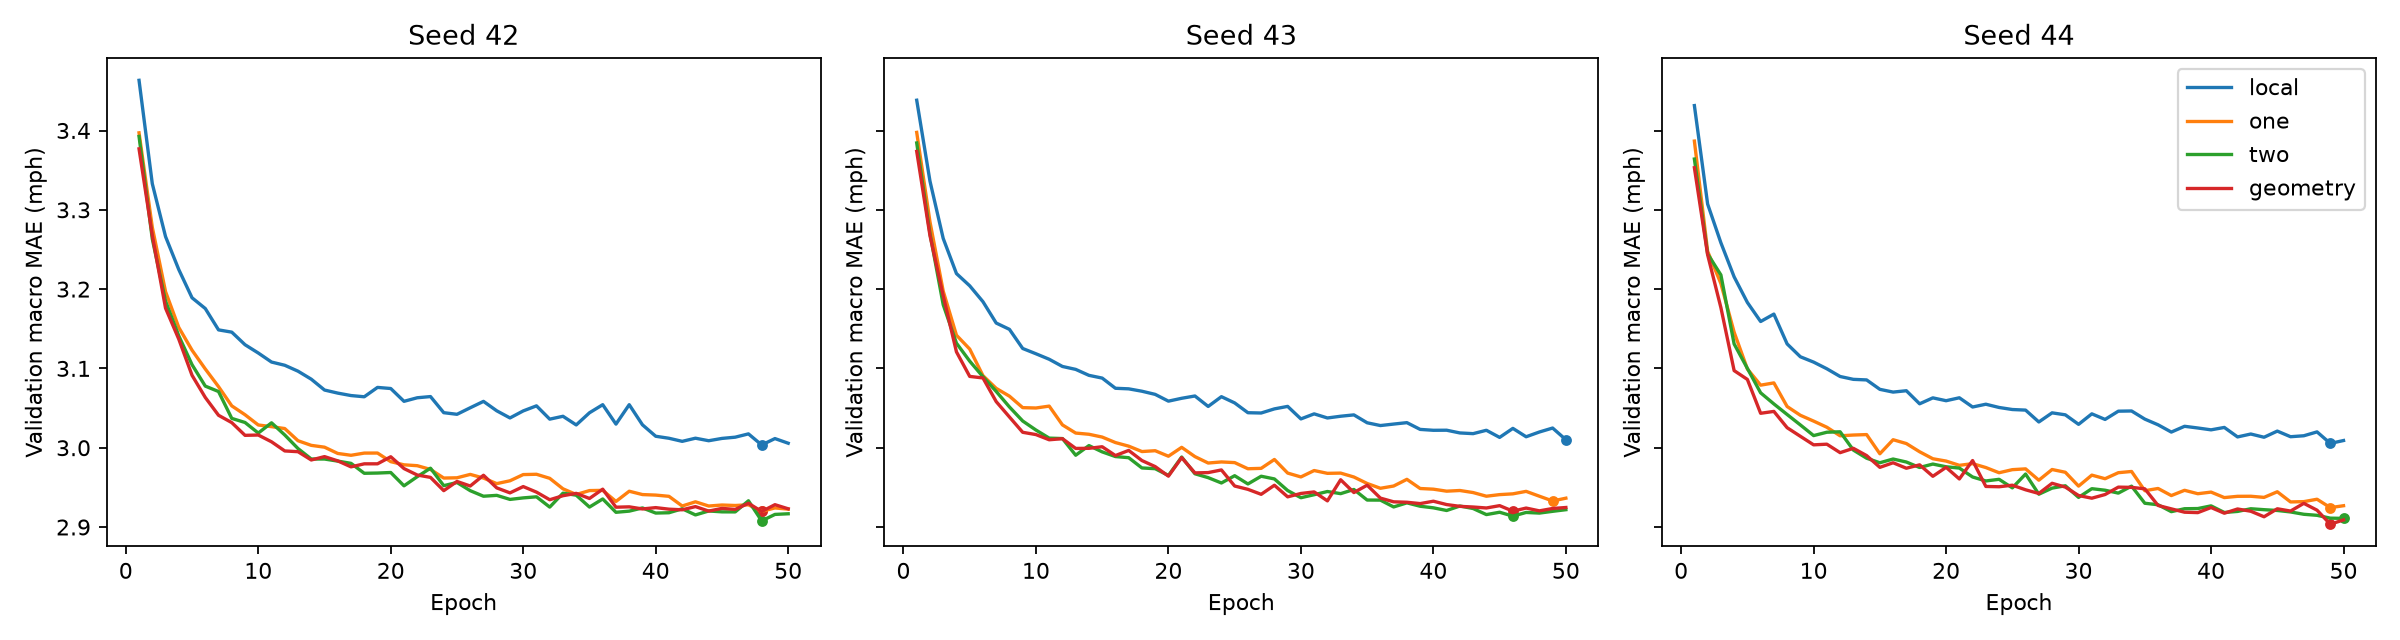 Seed 42
Seed 43
Seed 44
Validation macro MAE (mph)
3.4
3.3
3.2
3.1
3.0
2.9
0 10 20 30 40 50
Epoch
Validation macro MAE (mph)
0 10 20 30 40 50
Epoch
Validation macro MAE (mph)
local
one
two
geometry
0 10 20 30 40 50
Epoch